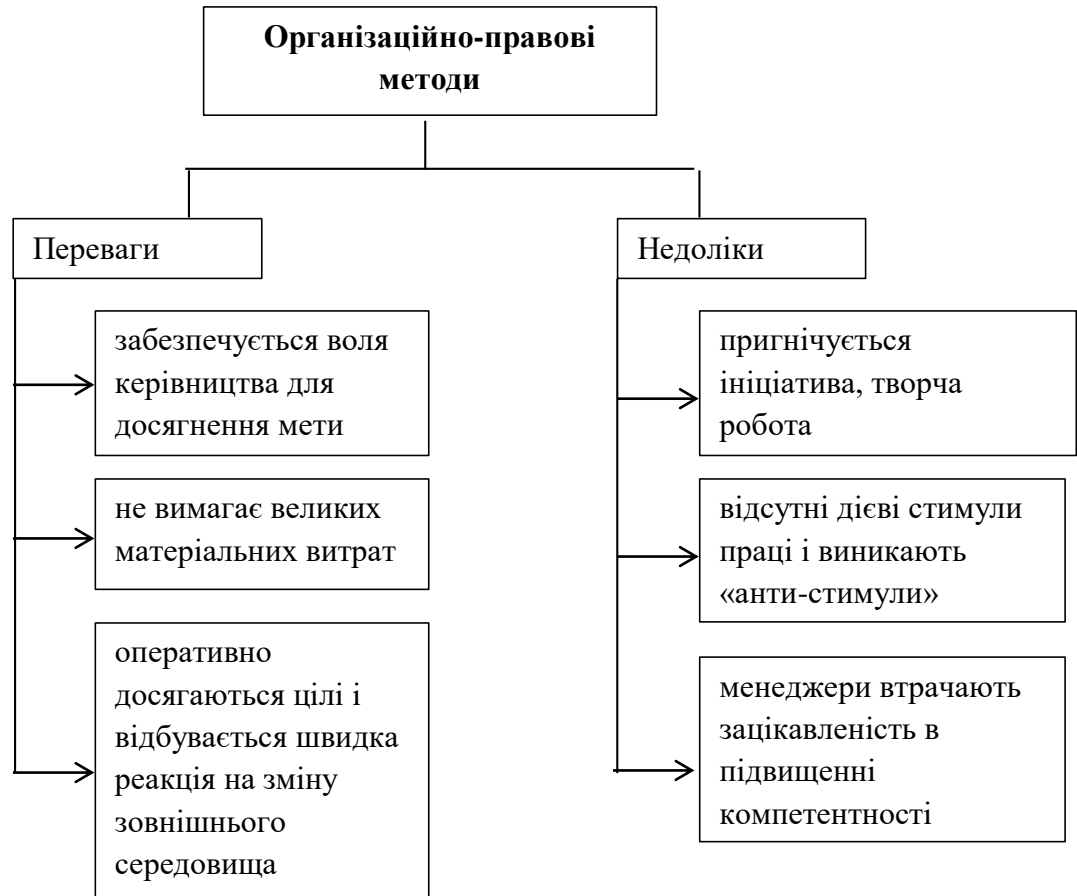 Організаційно-правові
методи
Переваги
забезпечується воля
керівництва для
досягнення мети
не вимагає великих
матеріальних витрат
оперативно
досягаються цілі і
відбувається швидка
реакція на зміну
зовнішнього
середовища
Недоліки
пригнічується
ініціатива, творча
робота
відсутні дієві стимули
праці і виникають
«анти-стимули»
менеджери втрачають
зацікавленість в
підвищенні
компетентності